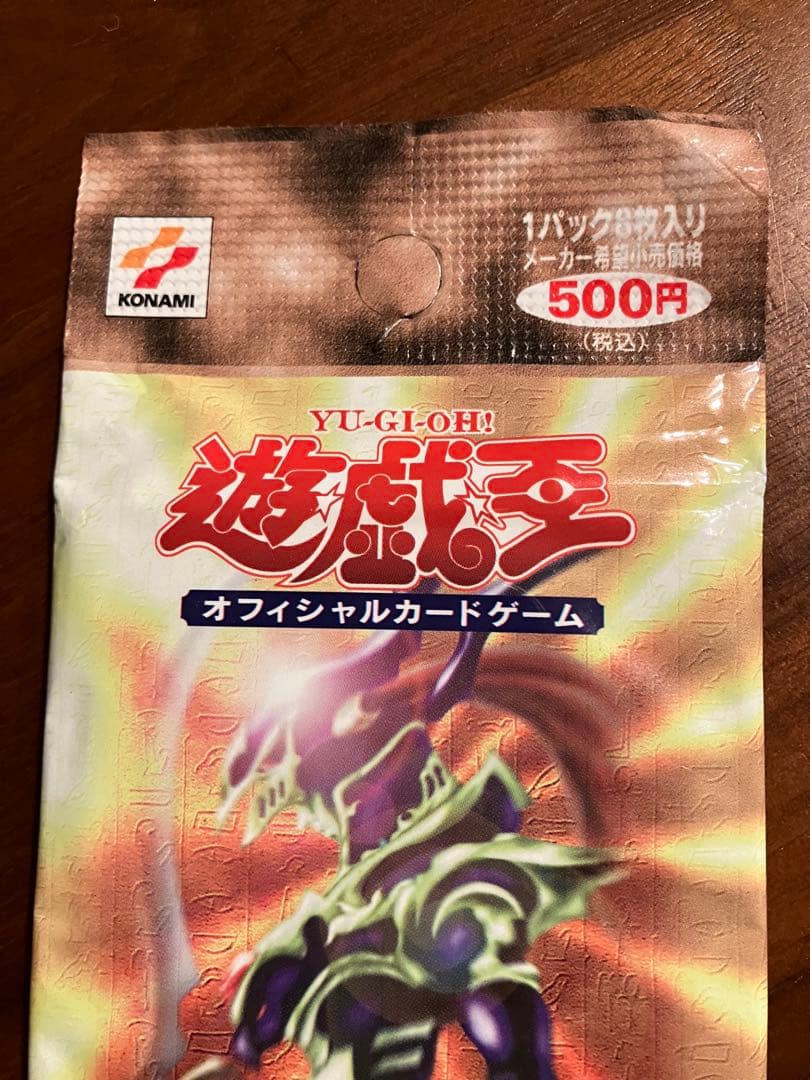 KONAMI
1パック8枚入り
メーカー希望小売価格
500円
(税込)
YU-GI-OH!
遊☆戯☆王
オフィシャルカードゲーム